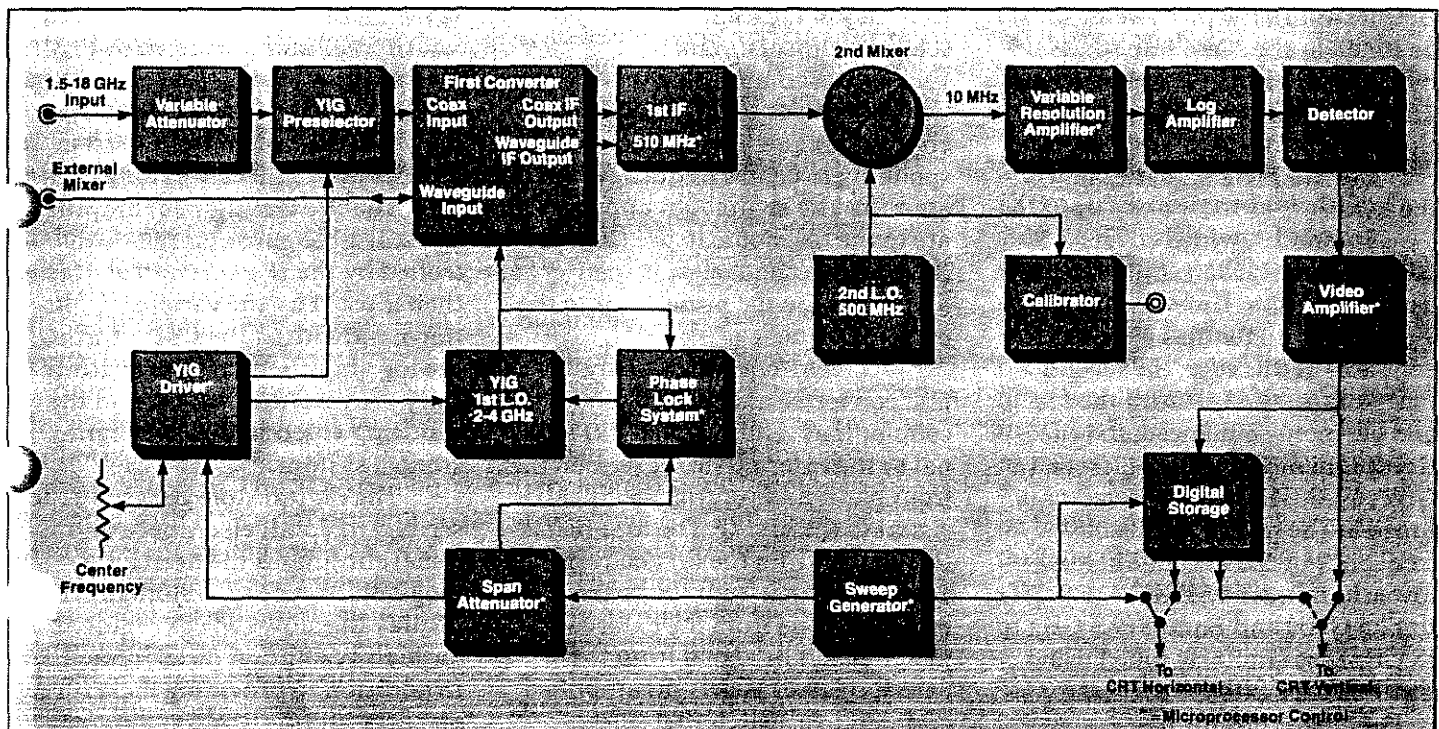 2nd Mixer
1.5-18 GHz
Input
Variable
Attenuator
YIG
Preselector
First Converter
Coax
Input
Coax IF
Output
Waveguide
IF Output
Waveguide
Input
1st IF
510 MHz*
10 MHz
Variable
Resolution
Amplifier*
Log
Amplifier
Detector
External
Mixer
2nd L.O.
500 MHz
Calibrator
Video
Amplifier*
YIG
Driver*
YIG
1st L.O.
2-4 GHz
Phase
Lock
System*
Center
Frequency
Span
Attenuator*
Sweep
Generator*
Digital
Storage
To
CRT Horizontal
To
CRT Vertical
*=Microprocessor Control